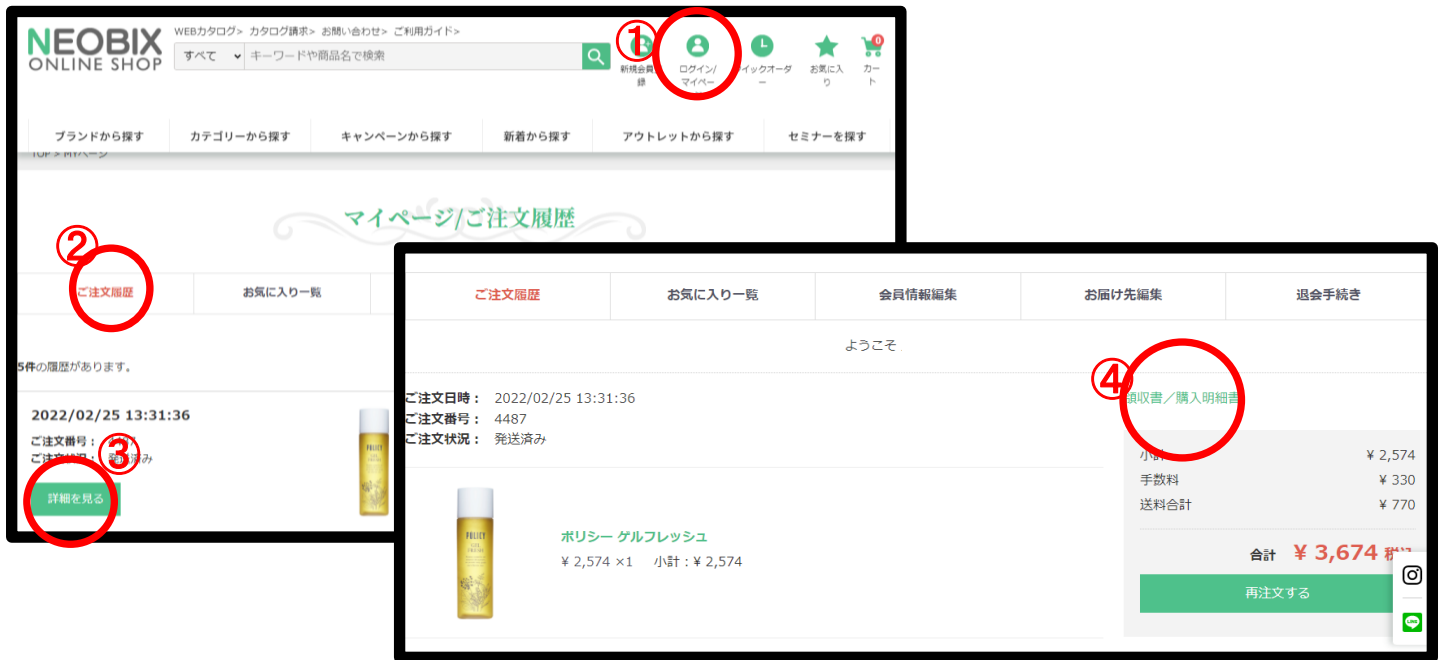 NEOBIX
ONLINE SHOP
WEBカタログ> カタログ請求> お問い合わせ> ご利用ガイド>
すべて キーワードや商品名で検索
①
新規会員
録
ログイン/
マイペー
イックオーダ
ー
お気に入
り
0
カー
ト
ブランドから探す カテゴリーから探す キャンペーンから探す 新着から探す アウトレットから探す セミナーを探す
TOP > MYページ
マイページ/ご注文履歴
②
ご注文履歴 お気に入り一覧
5件の履歴があります。
2022/02/25 13:31:36
ご注文番号： 4487
ご注文状況： 発送済み
③
詳細を見る
POLICY
ご注文履歴 お気に入り一覧 会員情報編集 お届け先編集 退会手続き
ようこそ
ご注文日時： 2022/02/25 13:31:36
ご注文番号： 4487
ご注文状況： 発送済み
POLICY
ポリシー ゲルフレッシュ
¥ 2,574 ×1 小計：¥ 2,574
④
領収書／購入明細書
小計 ¥ 2,574
手数料 ¥ 330
送料合計 ¥ 770
合計 ¥ 3,674 税込
再注文する
LINE